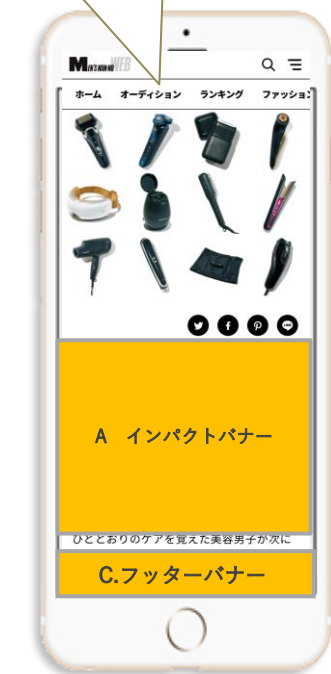 MEN'S NON-NO WEB
ホーム オーディション ランキング ファッション
LINE
A インパクトバナー
ひととおりのケアを覚えた美容男子が次に
C.フッターバナー